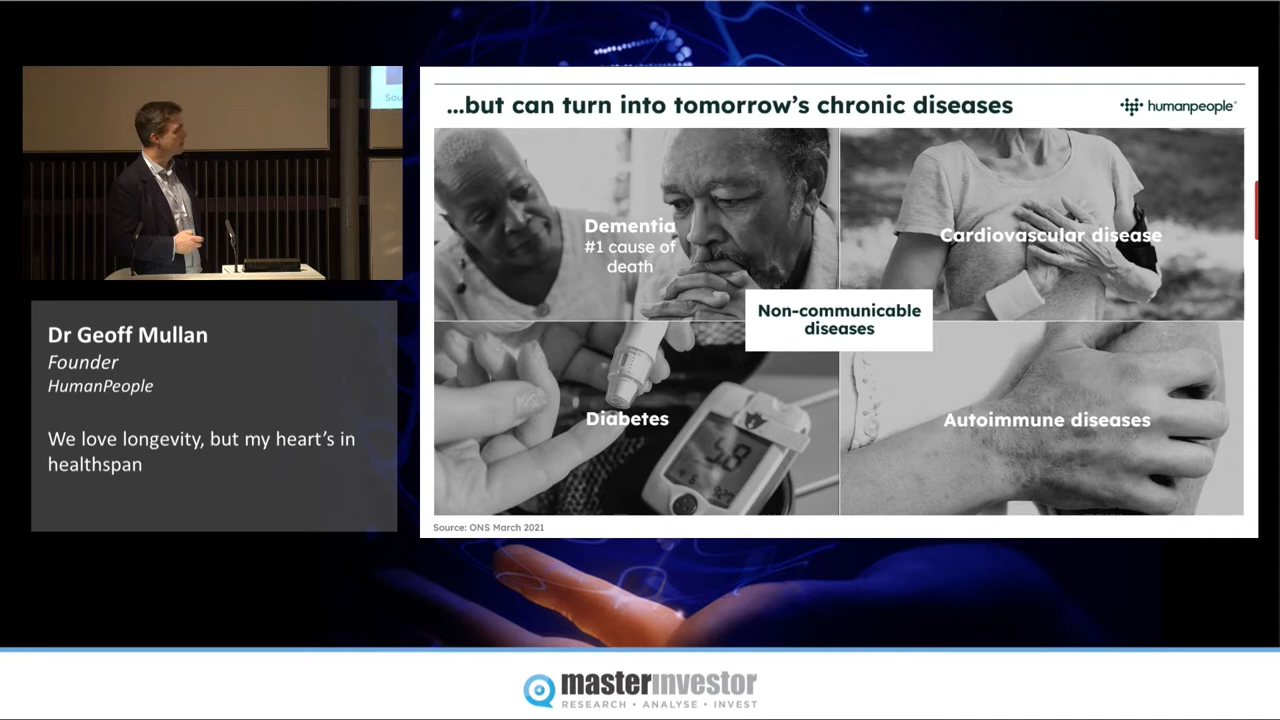 Sou
...but can turn into tomorrow's chronic diseases
humanpeople
Dementia
#1 cause of
death
Cardiovascular disease
Non-communicable
diseases
Diabetes
Autoimmune diseases
58
Source: ONS March 2021
Dr Geoff Mullan
Founder
HumanPeople
We love longevity, but my heart's in
healthspan
masterinvestor
RESEARCH • ANALYSE • INVEST